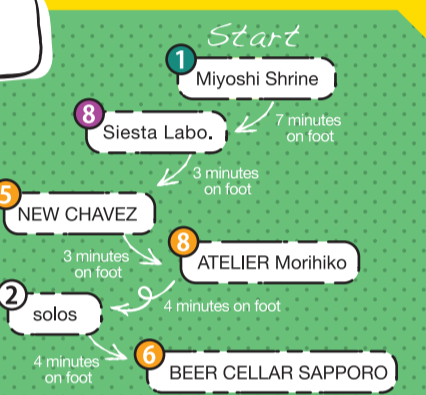 Start
1
Miyoshi Shrine
7 minutes
on foot
8
Siesta Labo.
3 minutes
on foot
5
NEW CHAVEZ
3 minutes
on foot
8
ATELIER Morihiko
4 minutes on foot
2
solos
4 minutes
on foot
6
BEER CELLAR SAPPORO